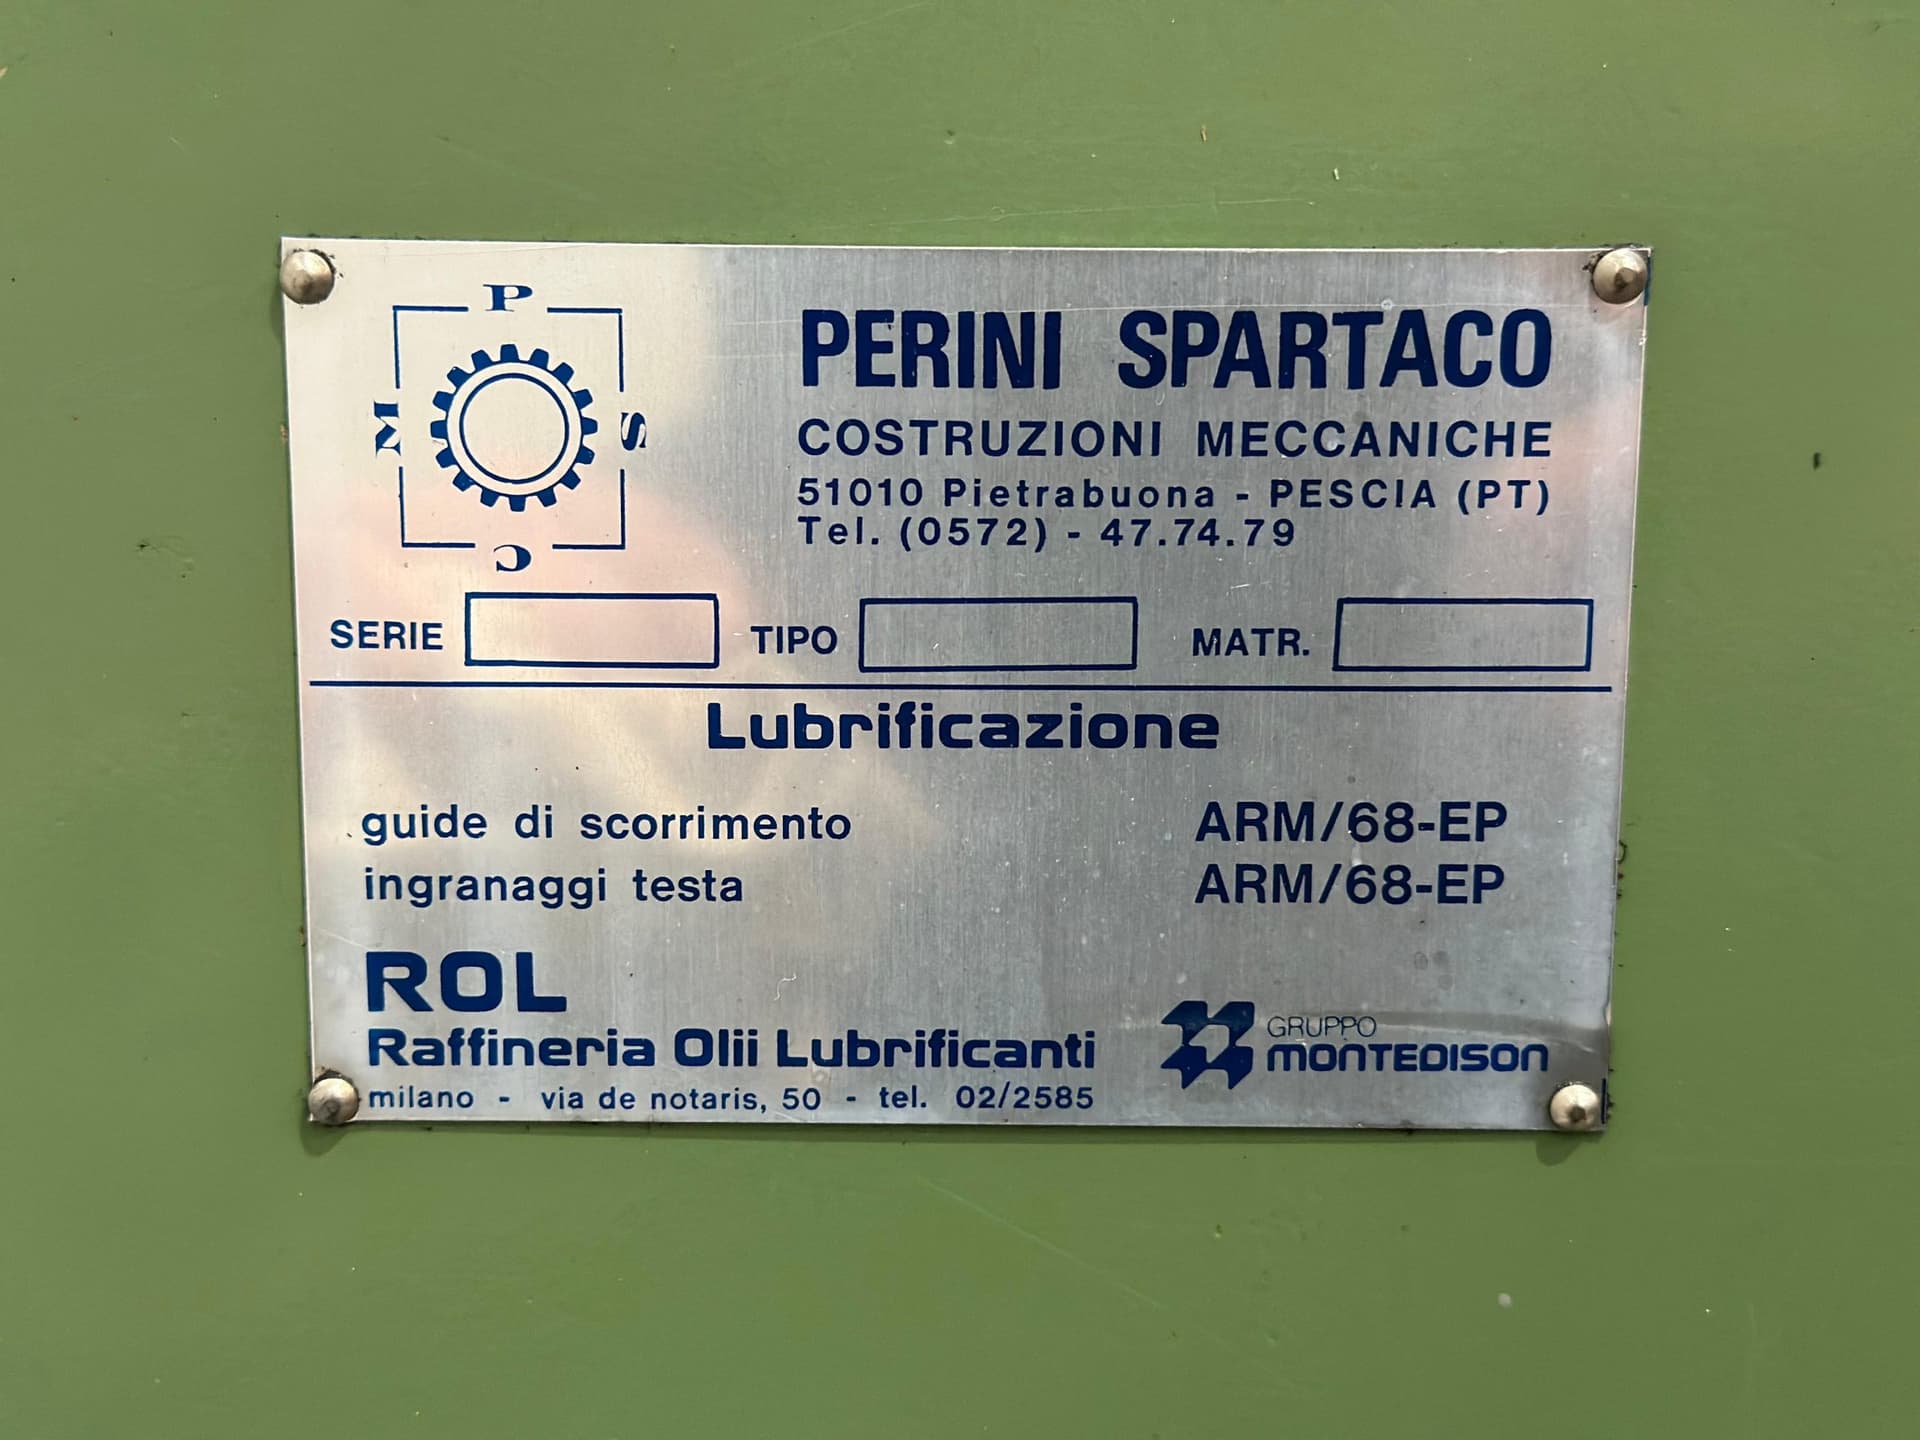 P
M
S
C
PERINI SPARTACO
COSTRUZIONI MECCANICHE
51010 Pietrabuona - PESCIA (PT)
Tel. (0572) - 47.74.79
SERIE TIPO MATR.
Lubrificazione
guide di scorrimento ARM/68-EP
ingranaggi testa ARM/68-EP
ROL
Raffineria Olii Lubrificanti
milano - via de notaris, 50 - tel. 02/2585
GRUPPO
MONTEDISON